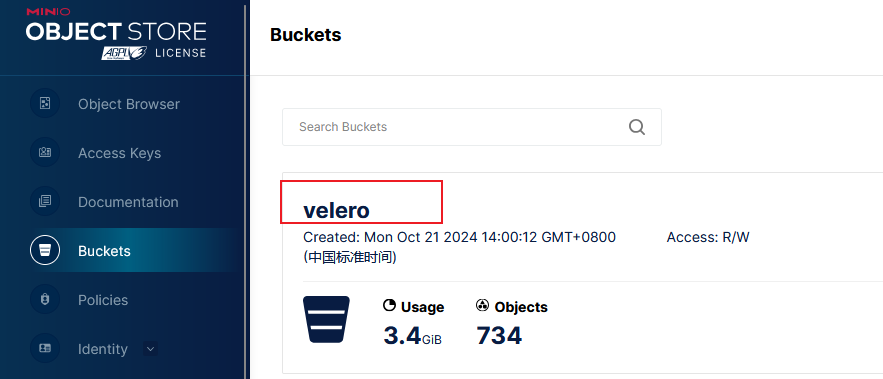 MINIO
OBJECT STORE
AGPL V3 LICENSE
Object Browser
Access Keys
Documentation
Buckets
Policies
Identity
Buckets
Search Buckets
velero
Created: Mon Oct 21 2024 14:00:12 GMT+0800
(中国标准时间)
Access: R/W
Usage
3.4GiB
Objects
734